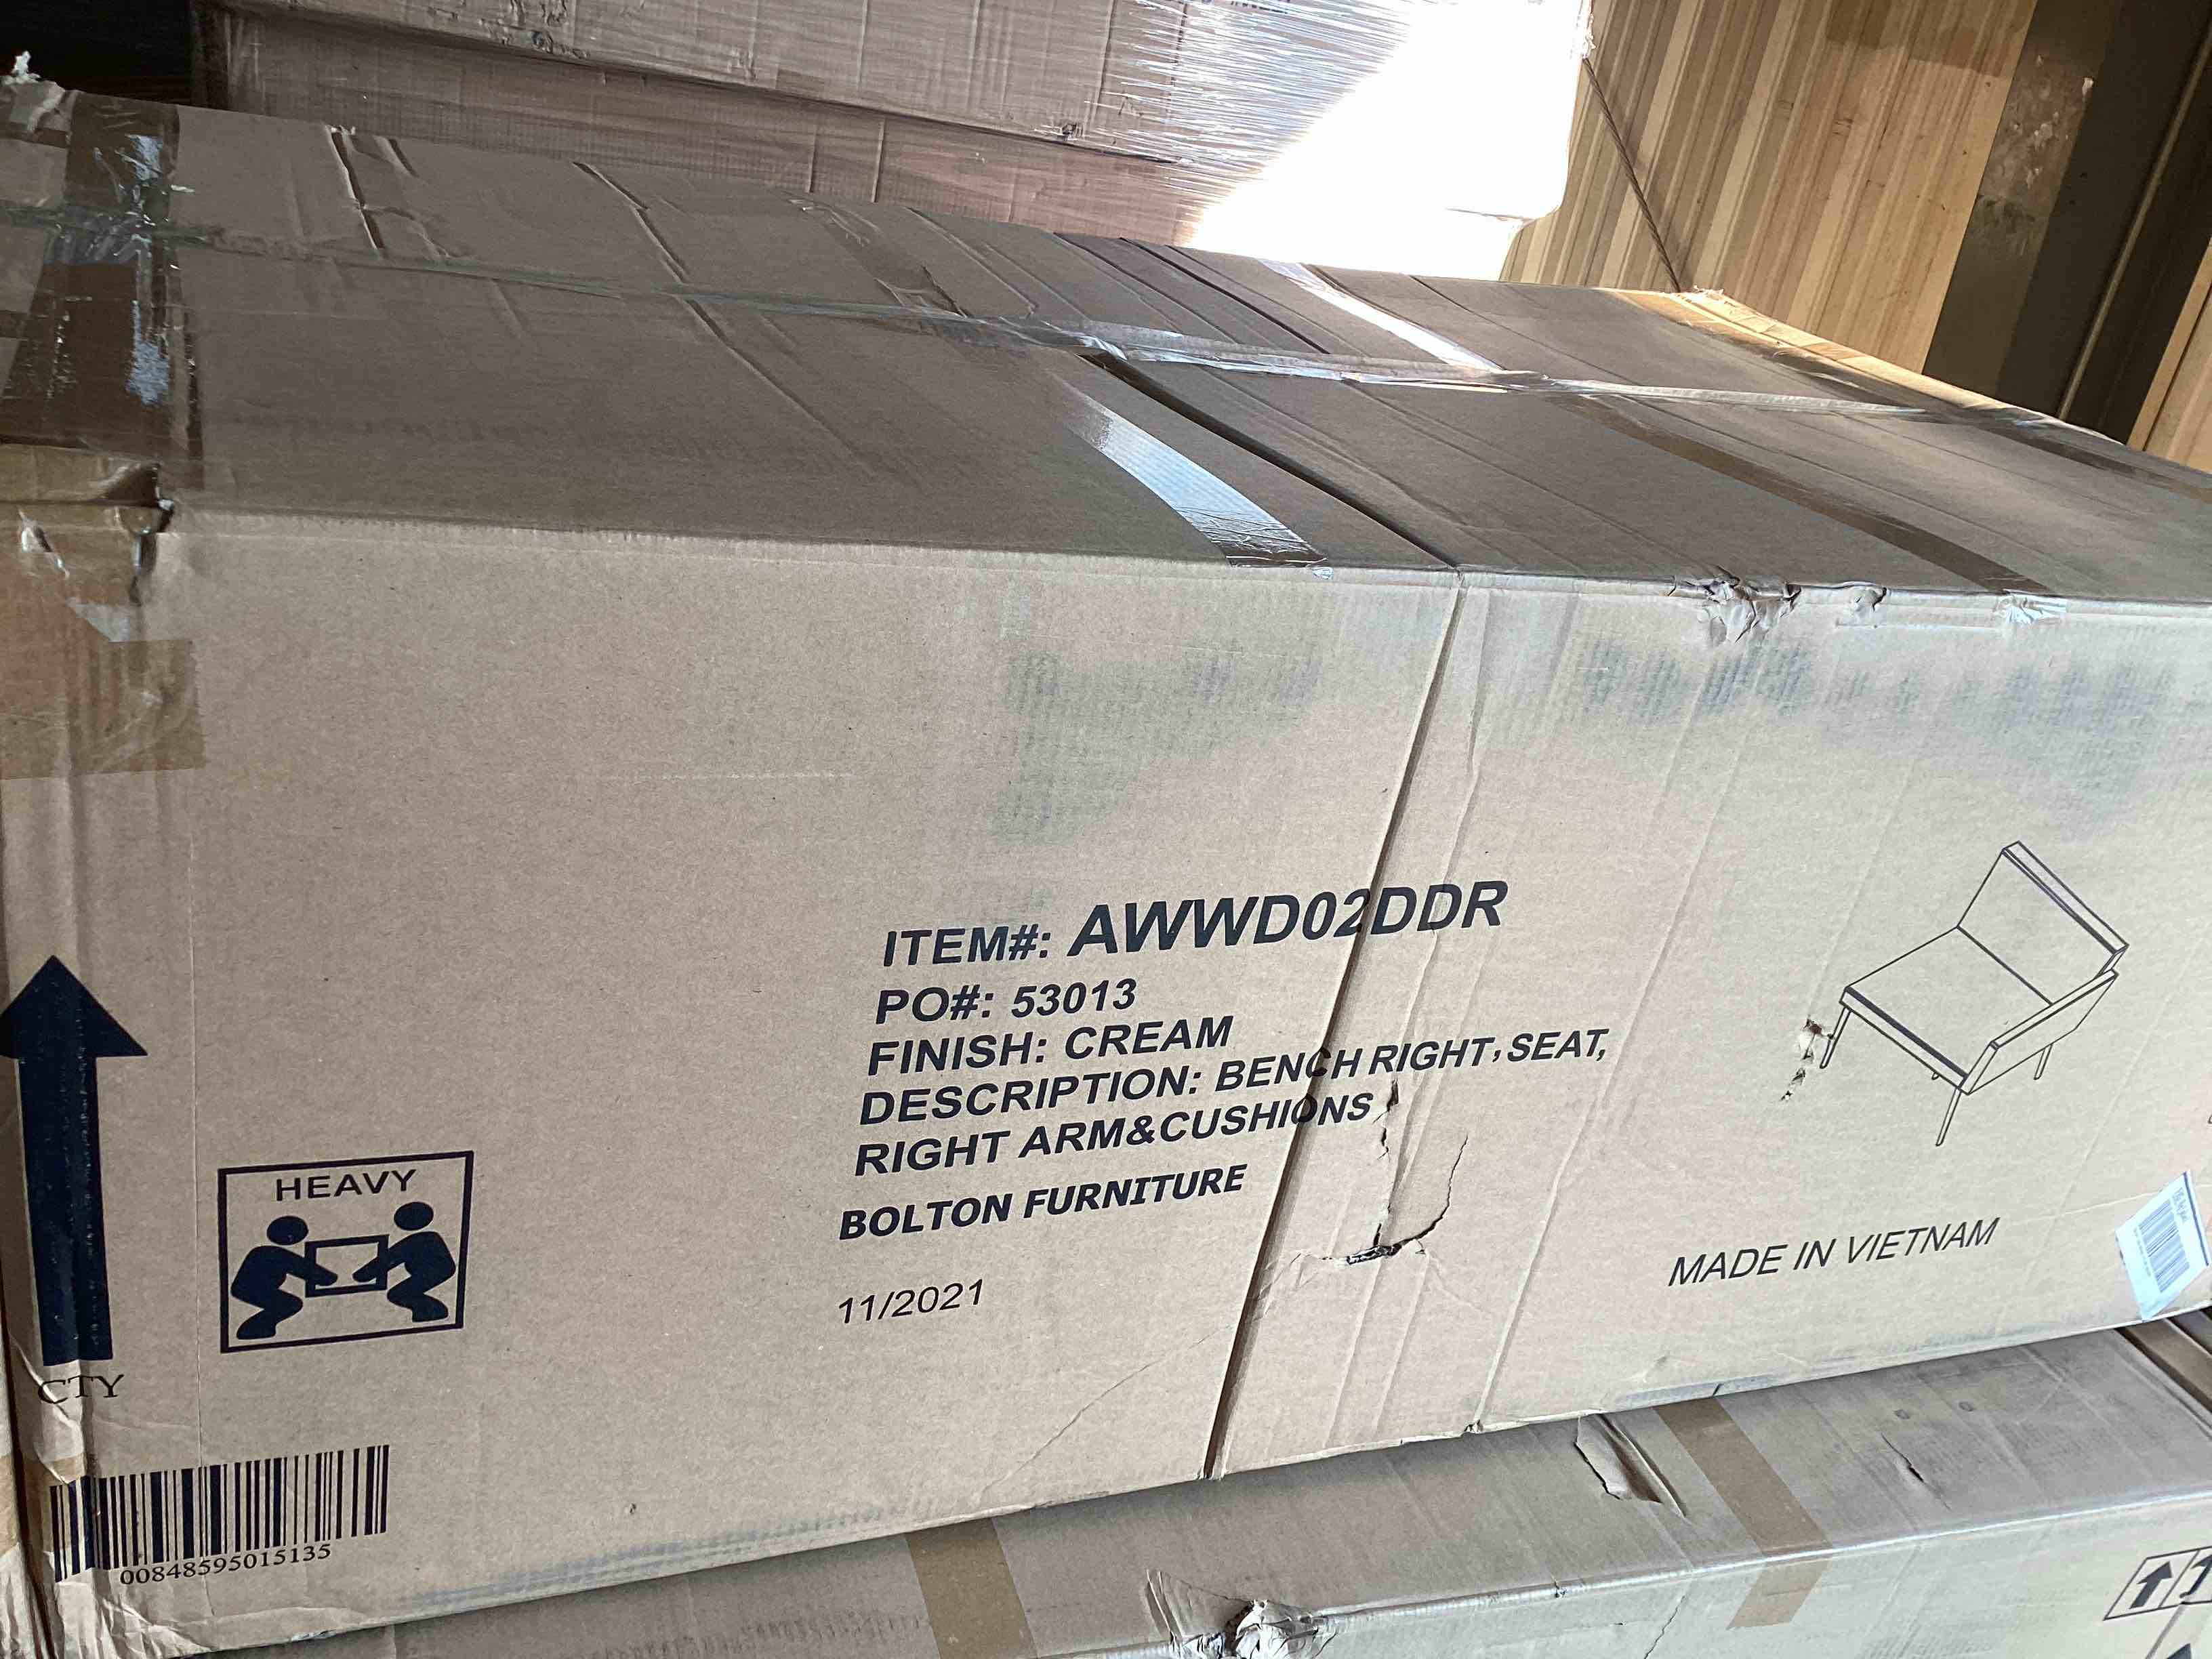 ITEM#: AWWD02DDR
PO#: 53013
FINISH: CREAM
DESCRIPTION: BENCH RIGHT, SEAT,
RIGHT ARM&CUSHIONS
BOLTON FURNITURE
11/2021
MADE IN VIETNAM
HEAVY
CTY
00848595015135